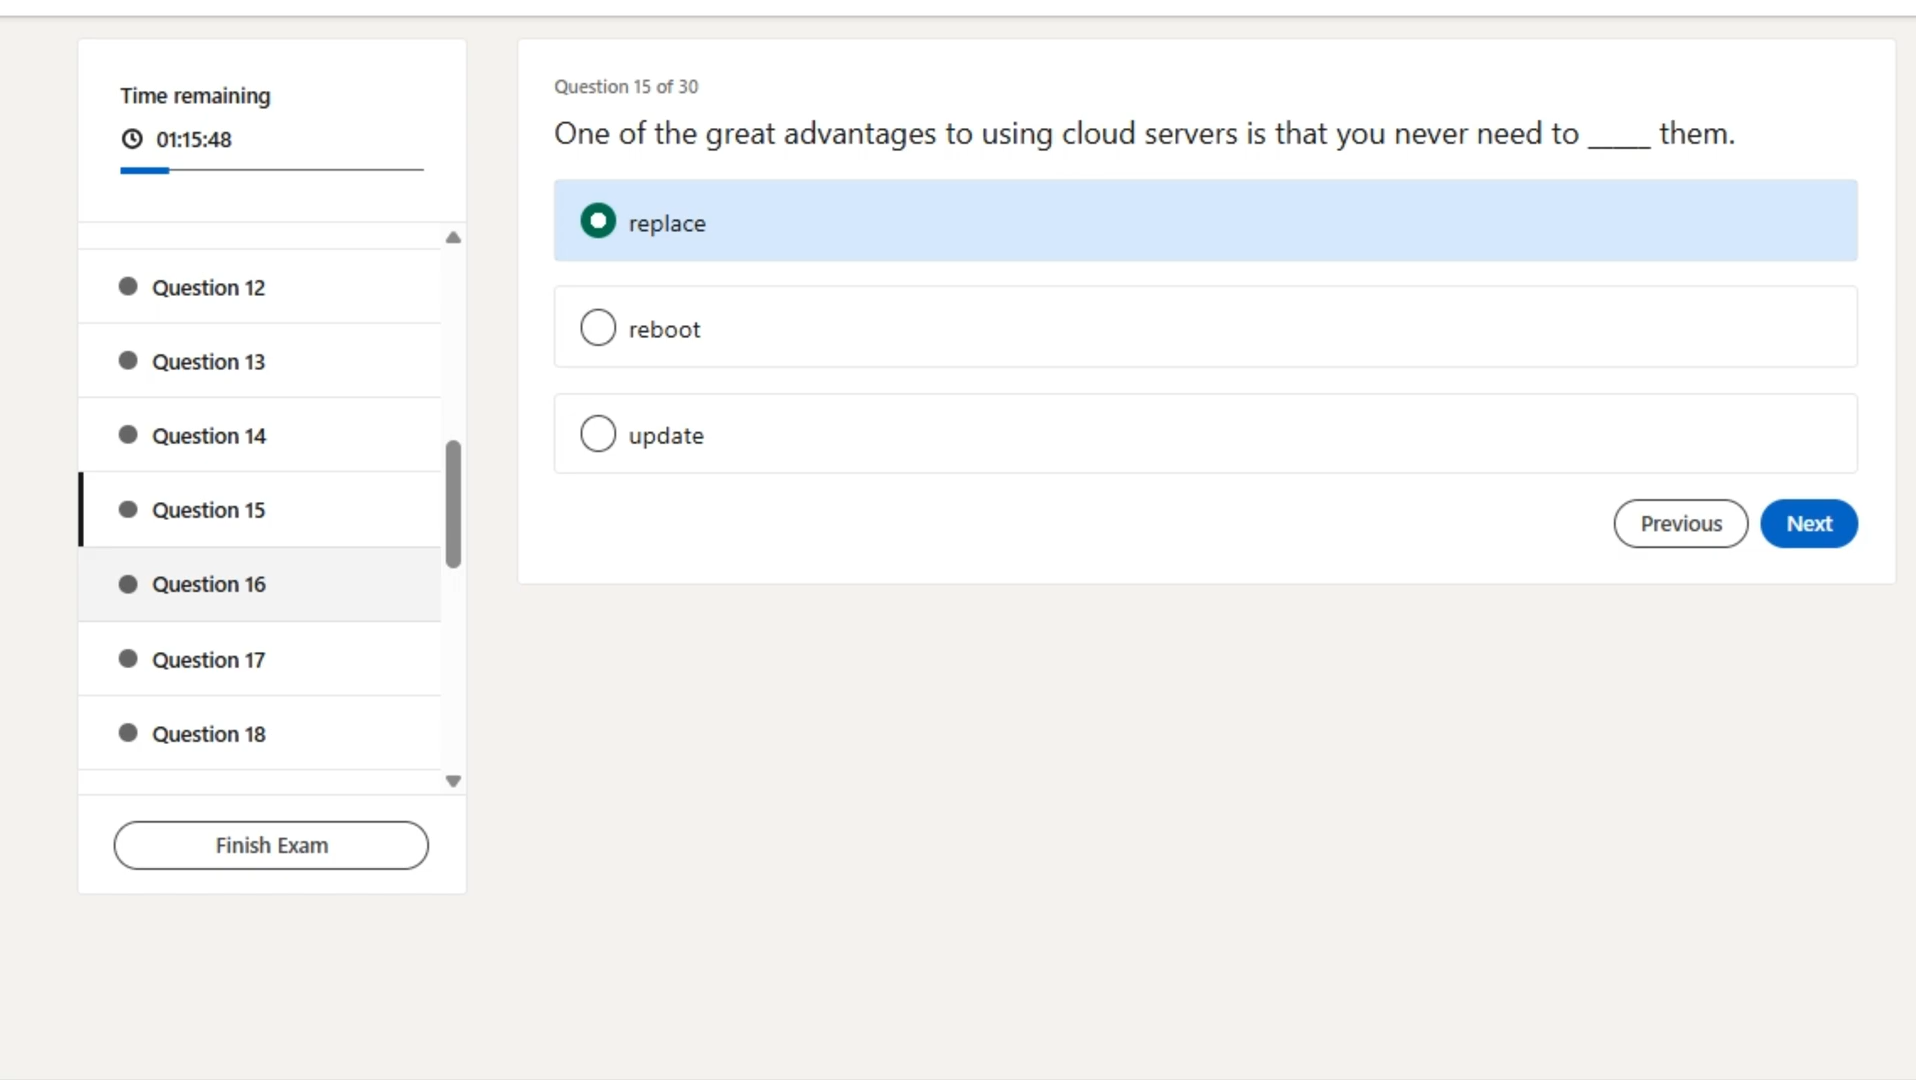 Time remaining
01:15:48
Question 12
Question 13
Question 14
Question 15
Question 16
Question 17
Question 18
Finish Exam
Question 15 of 30
One of the great advantages to using cloud servers is that you never need to _____ them.
replace
reboot
update
Previous
Next